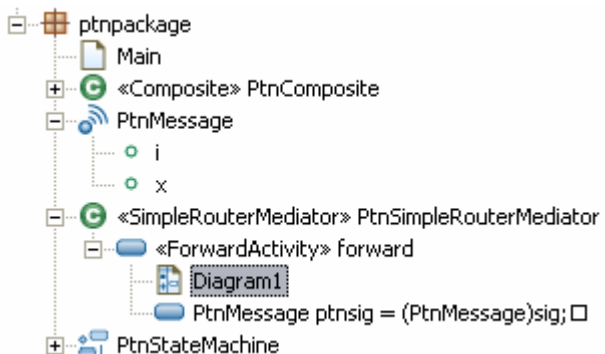 ptnpackage
Main
«Composite» PtnComposite
PtnMessage
i
x
«SimpleRouterMediator» PtnSimpleRouterMediator
«ForwardActivity» forward
Diagram1
PtnMessage ptnsig = (PtnMessage)sig;□
PtnStateMachine